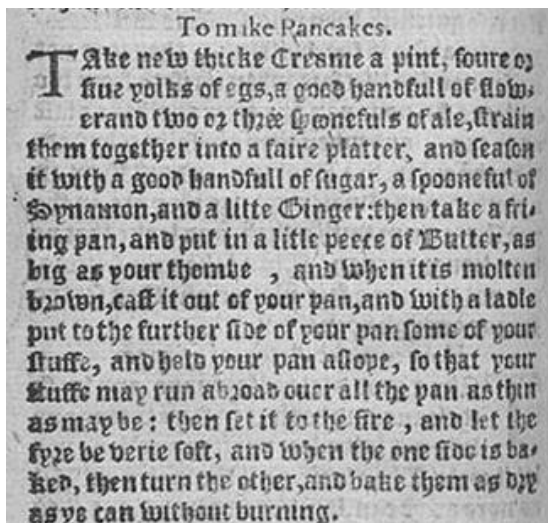 To make Pancakes.
TAke new thicke Creame a pint, foure or
fiue yolks of egs, a good handfull of flow-
er and two or three spoonefuls of ale, strain
them together into a faire platter, and season
it with a good handfull of sugar, a spooneful of
Synamon, and a litte Ginger: then take a fri-
ing pan, and put in a litle peece of Butter, as
big as your thombe , and when it is molten
brown, cast it out of your pan, and with a ladle
put to the further side of your pan some of your
stuffe, and hold your pan aslope, so that your
stuffe may run abroad ouer all the pan as thin
as may be: then set it to the fire , and let the
fyre be verie soft, and when the one side is ba-
ked, then turn the other, and bake them as dry
as ye can without burning.